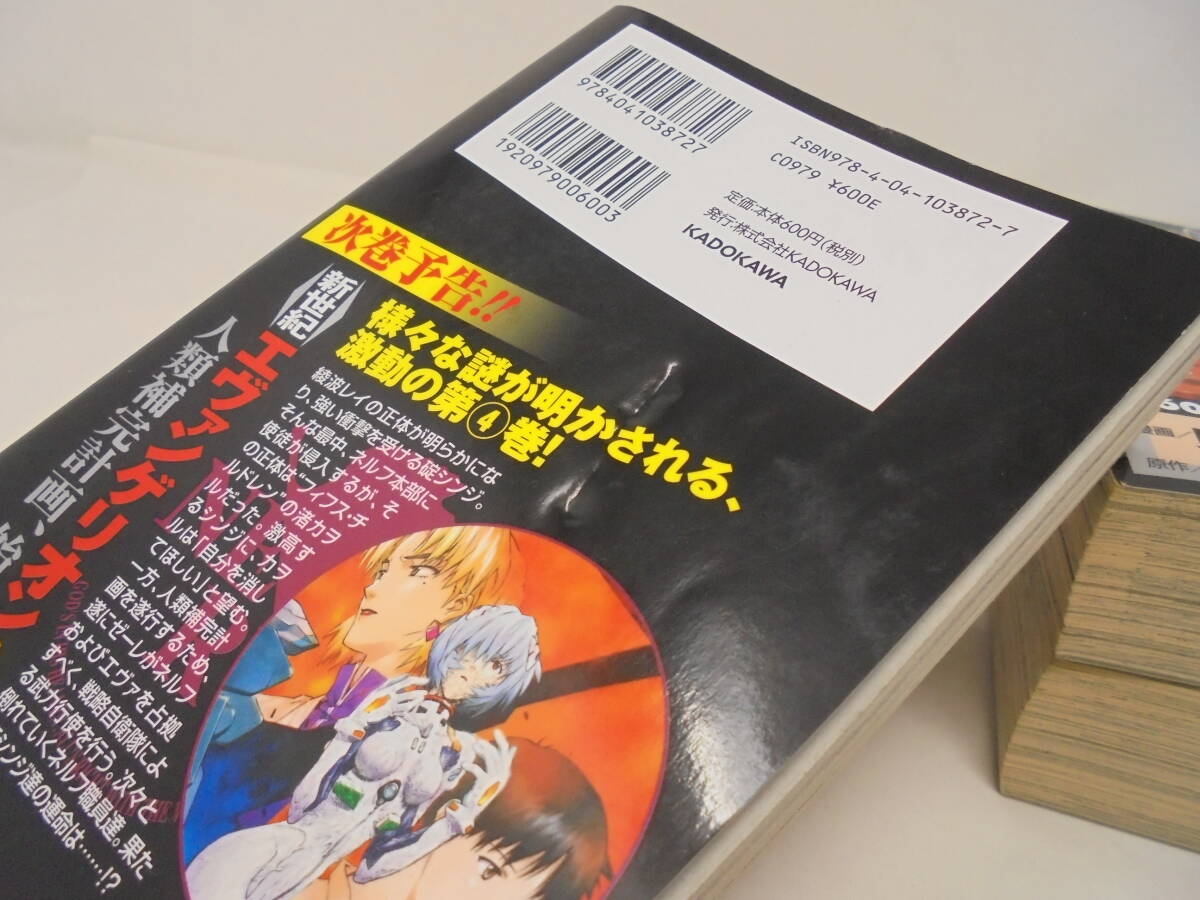 9784041038727
1920979006003
ISBN978-4-04-103872-7
C0979 ¥600E
定価:本体600円(税別)
発行:株式会社KADOKAWA
KADOKAWA
次巻予告!!
様々な謎が明かされる、
激動の第④巻!
新世紀
エヴァンゲリオン
人類補完計画、始
綾波レイの正体が明らかにな
り、強い衝撃を受ける碇シンジ。
そんな最中、ネルフ本部に
使徒が侵入するが、そ
の正体は“フィフス・チ
ルドレン”の渚カヲ
ルだった。激高す
るシンジに、カヲ
ルは「自分を消し
てほしい」と望む。
一方、人類補完計
画を遂行するため、
遂にゼーレがネルフ
およびエヴァを占拠
すべく、戦略自衛隊によ
る武力行使を行う。次々と
倒れていくネルフ職員達。果た
シンジ達の運命は……!?
漫画
原作